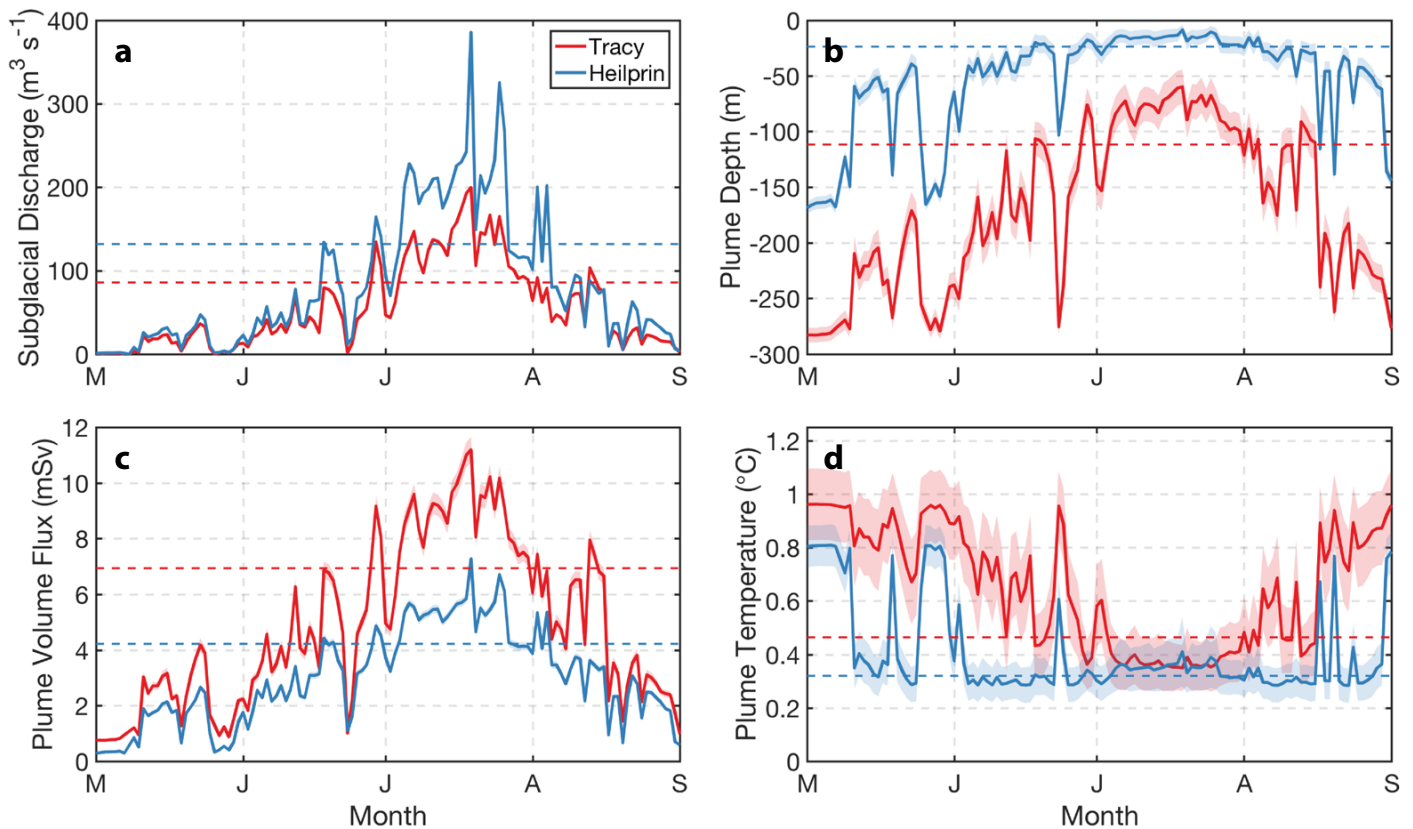 a
Subglacial Discharge (m³ s⁻¹)
400
300
200
100
0
Tracy
Heilprin
M J J A S
b
Plume Depth (m)
0
-50
-100
-150
-200
-250
-300
M J J A S
c
Plume Volume Flux (mSv)
12
10
8
6
4
2
0
M J J A S
Month
d
Plume Temperature (°C)
1.2
1
0.8
0.6
0.4
0.2
0
M J J A S
Month